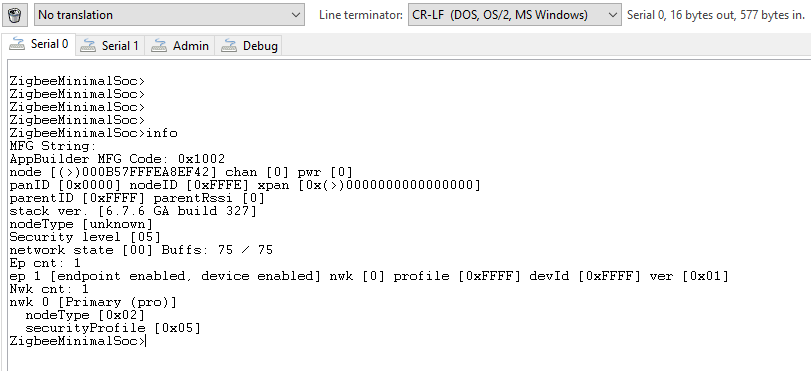 No translation Line terminator: CR-LF (DOS, OS/2, MS Windows) Serial 0, 16 bytes out, 577 bytes in.
Serial 0 Serial 1 Admin Debug
ZigbeeMinimalSoc>
ZigbeeMinimalSoc>
ZigbeeMinimalSoc>
ZigbeeMinimalSoc>
ZigbeeMinimalSoc>info
MFG String:
AppBuilder MFG Code: 0x1002
node [(>)000B57FFFEA8EF42] chan [0] pwr [0]
panID [0x0000] nodeID [0xFFFE] xpan [0x(>)0000000000000000]
parentID [0xFFFF] parentRssi [0]
stack ver. [6.7.6 GA build 327]
nodeType [unknown]
Security level [05]
network state [00] Buffs: 75 / 75
Ep cnt: 1
ep 1 [endpoint enabled, device enabled] nwk [0] profile [0xFFFF] devId [0xFFFF] ver [0x01]
Nwk cnt: 1
nwk 0 [Primary (pro)]
  nodeType [0x02]
  securityProfile [0x05]
ZigbeeMinimalSoc>